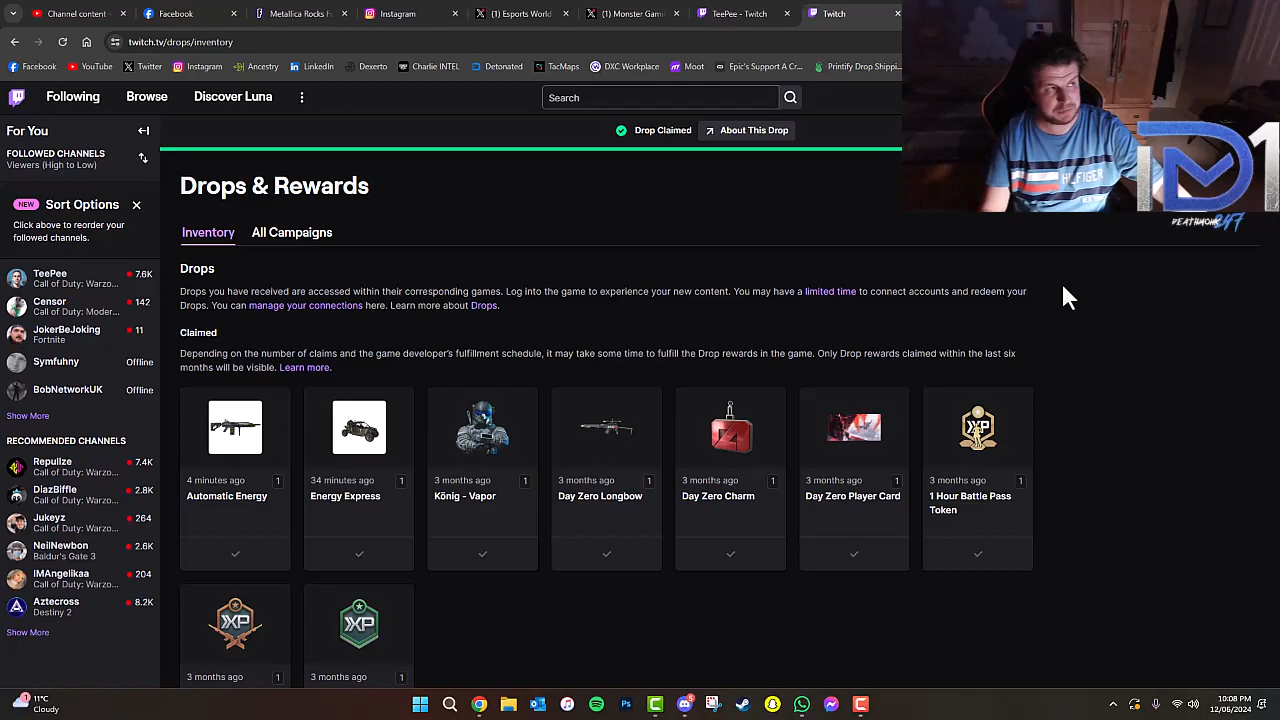 YouTube
Facebook
Metallica Rocks F
Instagram
(1) Esports World
(1) Monster Gami
TeePee - Twitch
Twitch
twitch.tv/drops/inventory
Facebook YouTube Twitter Instagram Ancestry LinkedIn Dexerto Charlie INTEL Detonated TacMaps DXC Workplace Moot Epic's Support A Cr... Printify Drop Shippi
Following Browse Discover Luna
Search
For You
Drop Claimed About This Drop
FOLLOWED CHANNELS
Viewers (High to Low)
NEW Sort Options
Click above to reorder
your followed channels.
TeePee 7.6K
Call of Duty: Warzo...
Censor 142
Call of Duty: Moder...
JokerBeJoking 11
Fortnite
Symfuhny Offline
BobNetworkUK Offline
Show More
RECOMMENDED CHANNELS
Repullze 7.4K
Call of Duty: Warzo...
DiazBiffle 2.8K
Call of Duty: Warzo...
Jukeyz 264
Call of Duty: Warzo...
NeilNewbon 2.6K
Baldur's Gate 3
IMAngelikaa 204
Call of Duty: Warzo...
Aztecross 8.2K
Destiny 2
Show More
Drops & Rewards
Inventory All Campaigns
Drops
Drops you have received are accessed within their corresponding games. Log into the game to experience your new content. You may have a limited time to connect accounts and redeem your
Drops. You can manage your connections here. Learn more about Drops.
Claimed
Depending on the number of claims and the game developer's fulfillment schedule, it may take some time to fulfill the Drop rewards in the game. Only Drop rewards claimed within the last six
months will be visible. Learn more.
4 minutes ago 1
Automatic Energy
34 minutes ago 1
Energy Express
3 months ago 1
König - Vapor
3 months ago 1
Day Zero Longbow
3 months ago 1
Day Zero Charm
3 months ago 1
Day Zero Player Card
XP
3 months ago 1
1 Hour Battle Pass
Token
XP
3 months ago 1
XP
3 months ago 1
HILFIGER
247
11°C
Cloudy
10:08 PM
12/06/2024